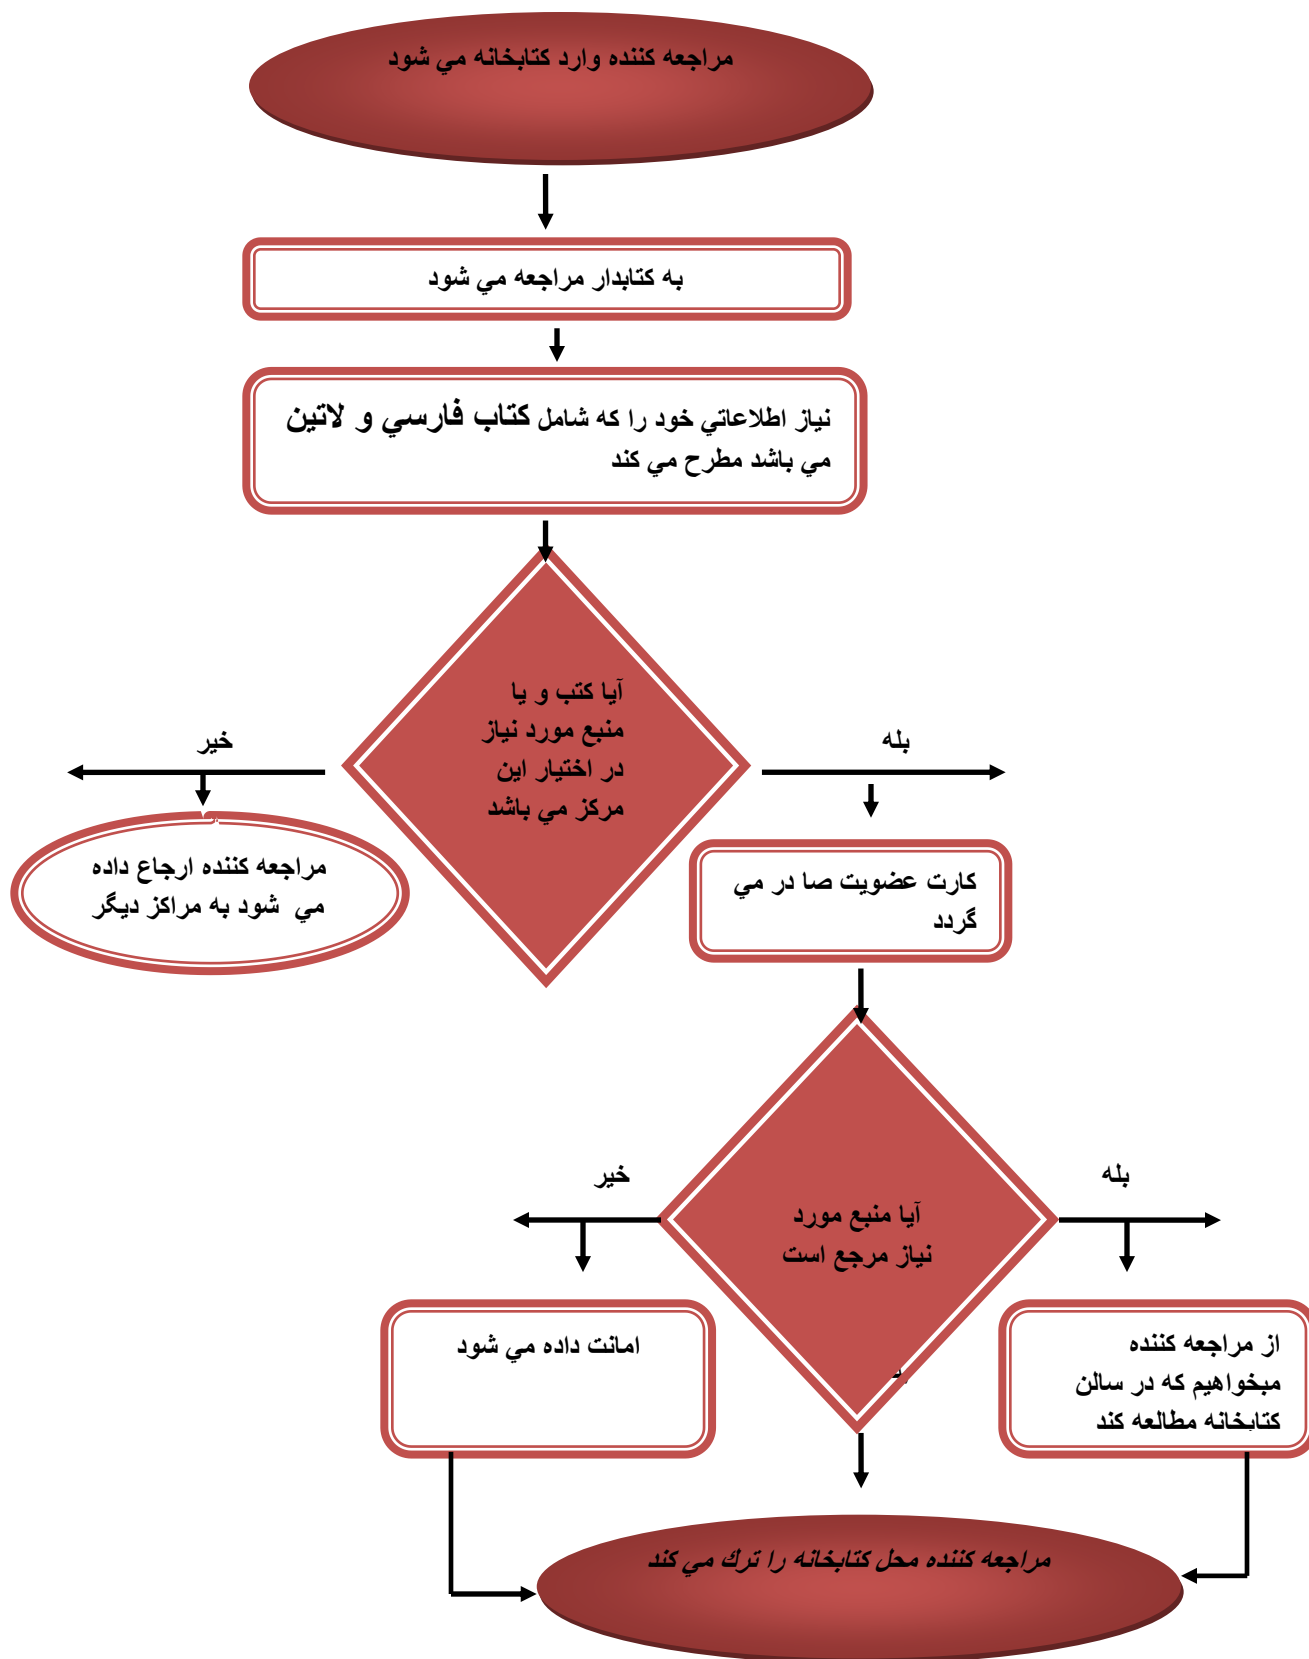 مراجعه كننده وارد كتابخانه مي شود
به كتابدار مراجعه مي شود
نياز اطلاعاتي خود را كه شامل كتاب فارسي و لاتين
مي باشد مطرح مي كند
آيا كتب و يا
منبع مورد نياز
در اختيار اين
مركز مي باشد
بله
خير
مراجعه كننده ارجاع داده
مي شود به مراكز ديگر
كارت عضويت صا در مي
گردد
آيا منبع مورد
نياز مرجع است
بله
خير
از مراجعه كننده
ميخواهيم كه در سالن
كتابخانه مطالعه كند
امانت داده مي شود
مراجعه كننده محل كتابخانه را ترك مي كند